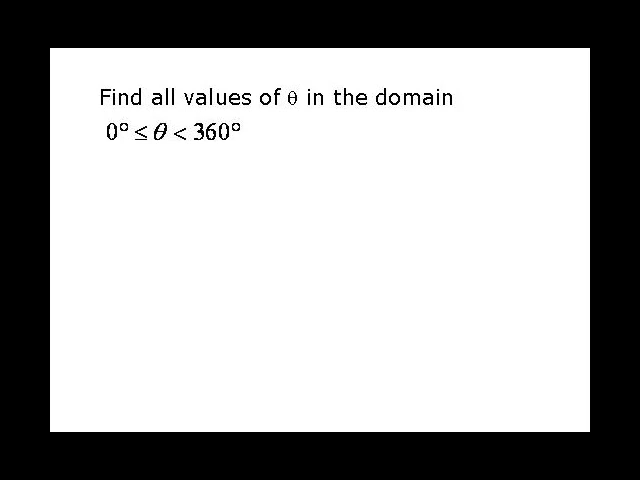 Find all values of θ in the domain
0° ≤ θ < 360°